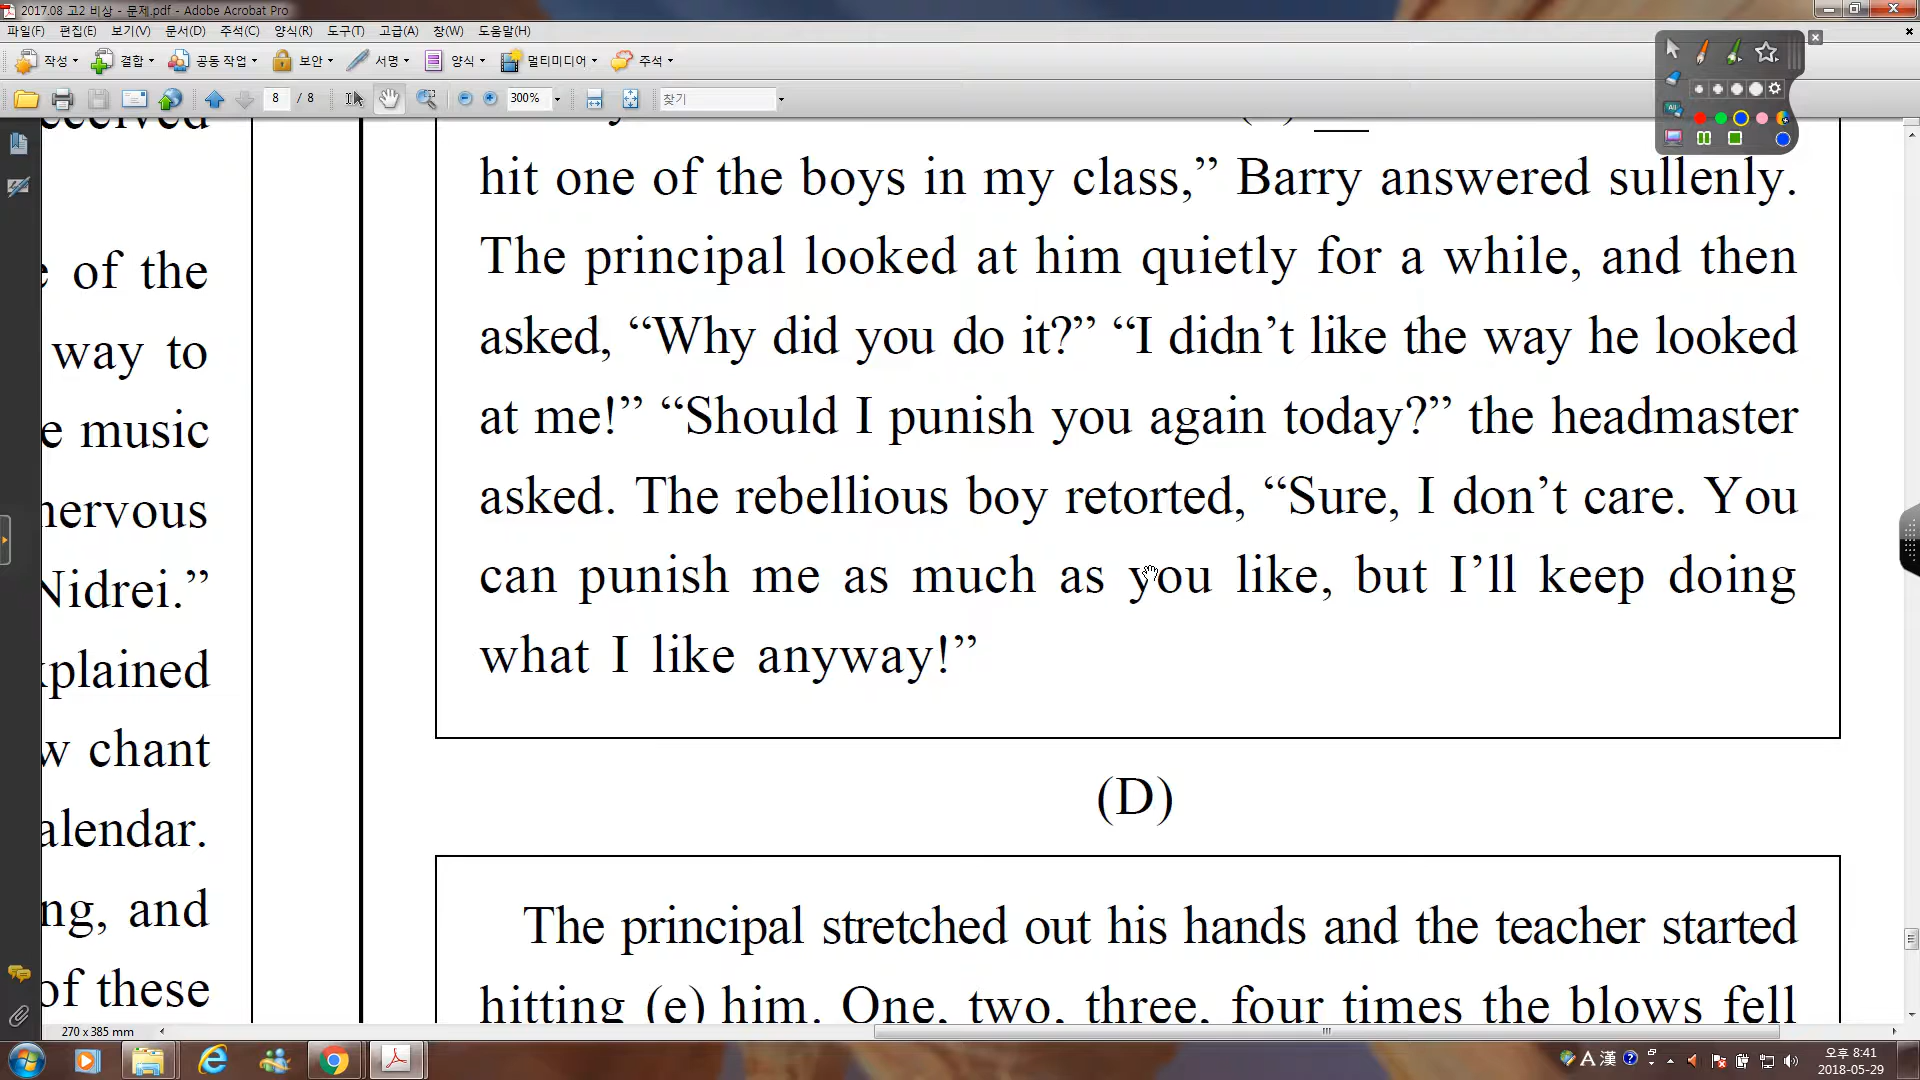 2017.08 고2 비상 - 문제.pdf - Adobe Acrobat Pro
파일(F) 편집(E) 보기(V) 문서(D) 주석(C) 양식(R) 도구(T) 고급(A) 창(W) 도움말(H)
작성 결합 공동 작업 보안 서명 양식 멀티미디어 주석
8 / 8 300% 찾기
All
of the
way to
e music
nervous
Nidrei.”
xplained
w chant
alendar.
ng, and
of these
hit one of the boys in my class,” Barry answered sullenly.
The principal looked at him quietly for a while, and then
asked, “Why did you do it?” “I didn’t like the way he looked
at me!” “Should I punish you again today?” the headmaster
asked. The rebellious boy retorted, “Sure, I don’t care. You
can punish me as much as you like, but I’ll keep doing
what I like anyway!”
(D)
The principal stretched out his hands and the teacher started
hitting (e) him. One, two, three, four times the blows fell
270 x 385 mm
A 漢
오후 8:41
2018-05-29